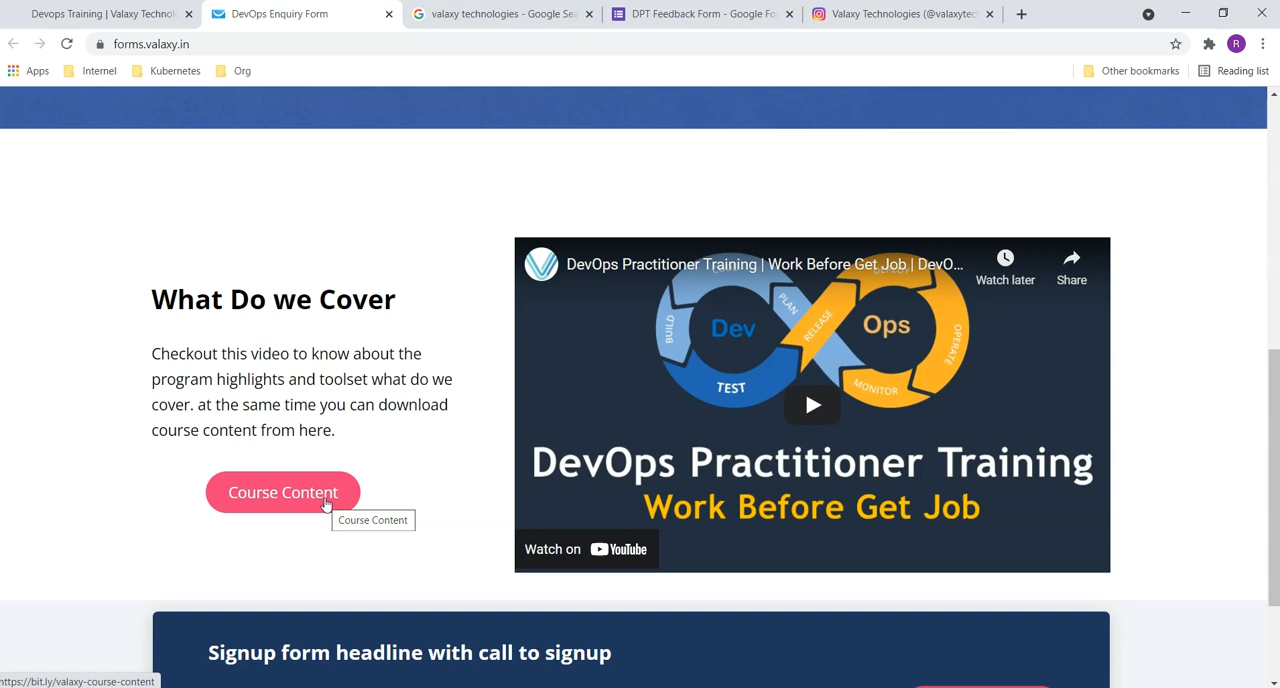 Devops Training | Valaxy Technol
DevOps Enquiry Form
valaxy technologies - Google Sea
DPT Feedback Form - Google For
Valaxy Technologies (@valaxytec
forms.valaxy.in
R
Apps
Internel
Kubernetes
Org
Other bookmarks
Reading list
What Do we Cover
Checkout this video to know about the
program highlights and toolset what do we
cover. at the same time you can download
course content from here.
Course Content
Course Content
DevOps Practitioner Training | Work Before Get Job | DevO...
Watch later
Share
BUILD
PLAN
Dev
TEST
RELEASE
Ops
OPERATE
MONITOR
DevOps Practitioner Training
Work Before Get Job
Watch on YouTube
Signup form headline with call to signup
https://bit.ly/valaxy-course-content